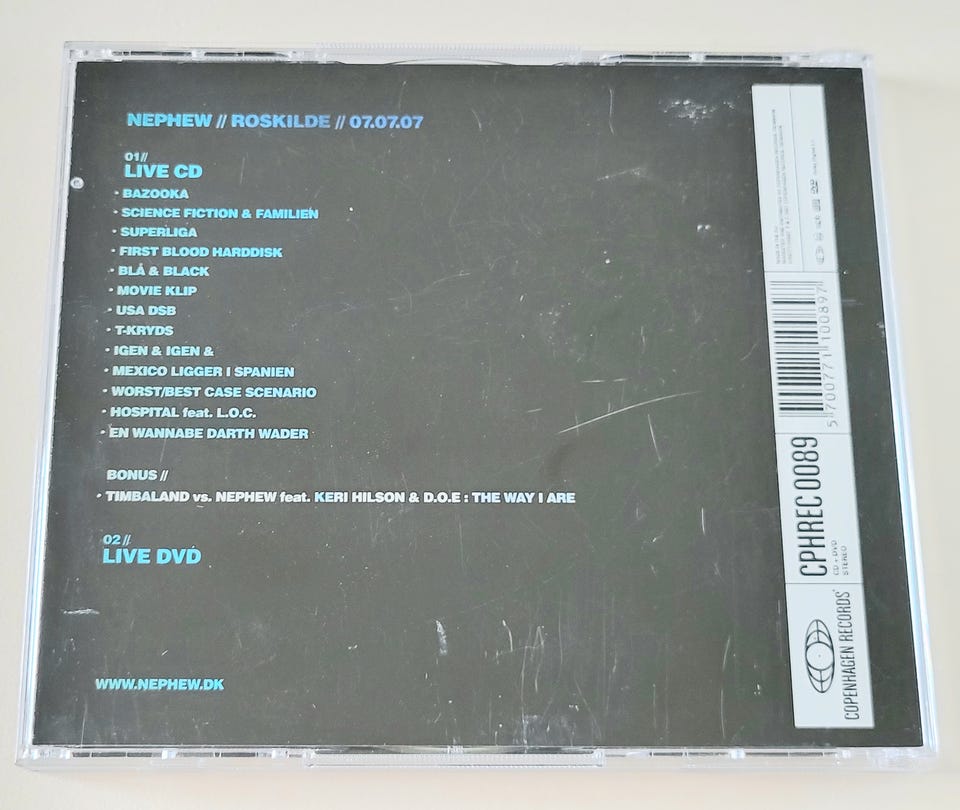 NEPHEW // ROSKILDE // 07.07.07
01//
LIVE CD
• BAZOOKA
• SCIENCE FICTION & FAMILIEN
• SUPERLIGA
• FIRST BLOOD HARDDISK
• BLÅ & BLACK
• MOVIE KLIP
• USA DSB
• T-KRYDS
• IGEN & IGEN &
• MEXICO LIGGER I SPANIEN
• WORST/BEST CASE SCENARIO
• HOSPITAL feat. L.O.C.
• EN WANNABE DARTH WADER
BONUS //
• TIMBALAND vs. NEPHEW feat. KERI HILSON & D.O.E : THE WAY I ARE
02//
LIVE DVD
WWW.NEPHEW.DK
5 700771 100897
CPHREC 0089
CD + DVD
STEREO
COPENHAGEN RECORDS